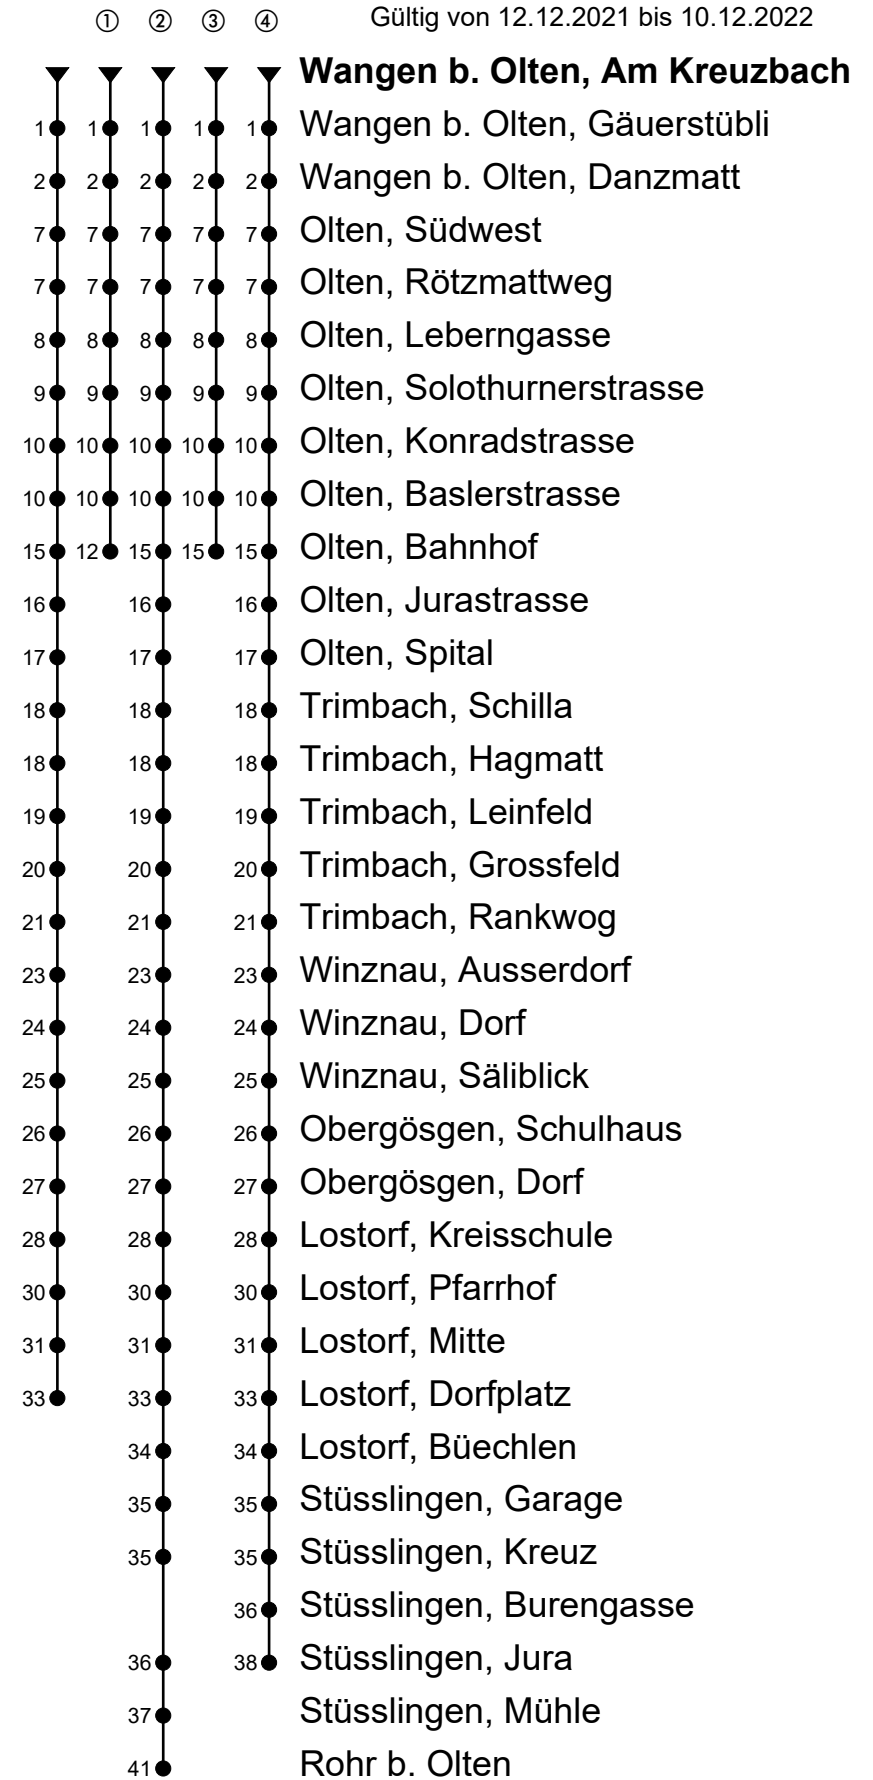 ① ② ③ ④ Gültig von 12.12.2021 bis 10.12.2022
Wangen b. Olten, Am Kreuzbach
1 1 1 1 1 Wangen b. Olten, Gäuerstübli
2 2 2 2 2 Wangen b. Olten, Danzmatt
7 7 7 7 7 Olten, Südwest
7 7 7 7 7 Olten, Rötzmattweg
8 8 8 8 8 Olten, Leberngasse
9 9 9 9 9 Olten, Solothurnerstrasse
10 10 10 10 10 Olten, Konradstrasse
10 10 10 10 10 Olten, Baslerstrasse
15 12 15 15 15 Olten, Bahnhof
16 16 16 Olten, Jurastrasse
17 17 17 Olten, Spital
18 18 18 Trimbach, Schilla
18 18 18 Trimbach, Hagmatt
19 19 19 Trimbach, Leinfeld
20 20 20 Trimbach, Grossfeld
21 21 21 Trimbach, Rankwog
23 23 23 Winznau, Ausserdorf
24 24 24 Winznau, Dorf
25 25 25 Winznau, Säliblick
26 26 26 Obergösgen, Schulhaus
27 27 27 Obergösgen, Dorf
28 28 28 Lostorf, Kreisschule
30 30 30 Lostorf, Pfarrhof
31 31 31 Lostorf, Mitte
33 33 33 Lostorf, Dorfplatz
34 34 Lostorf, Büechlen
35 35 Stüsslingen, Garage
35 35 Stüsslingen, Kreuz
36 Stüsslingen, Burengasse
36 38 Stüsslingen, Jura
37 Stüsslingen, Mühle
41 Rohr b. Olten